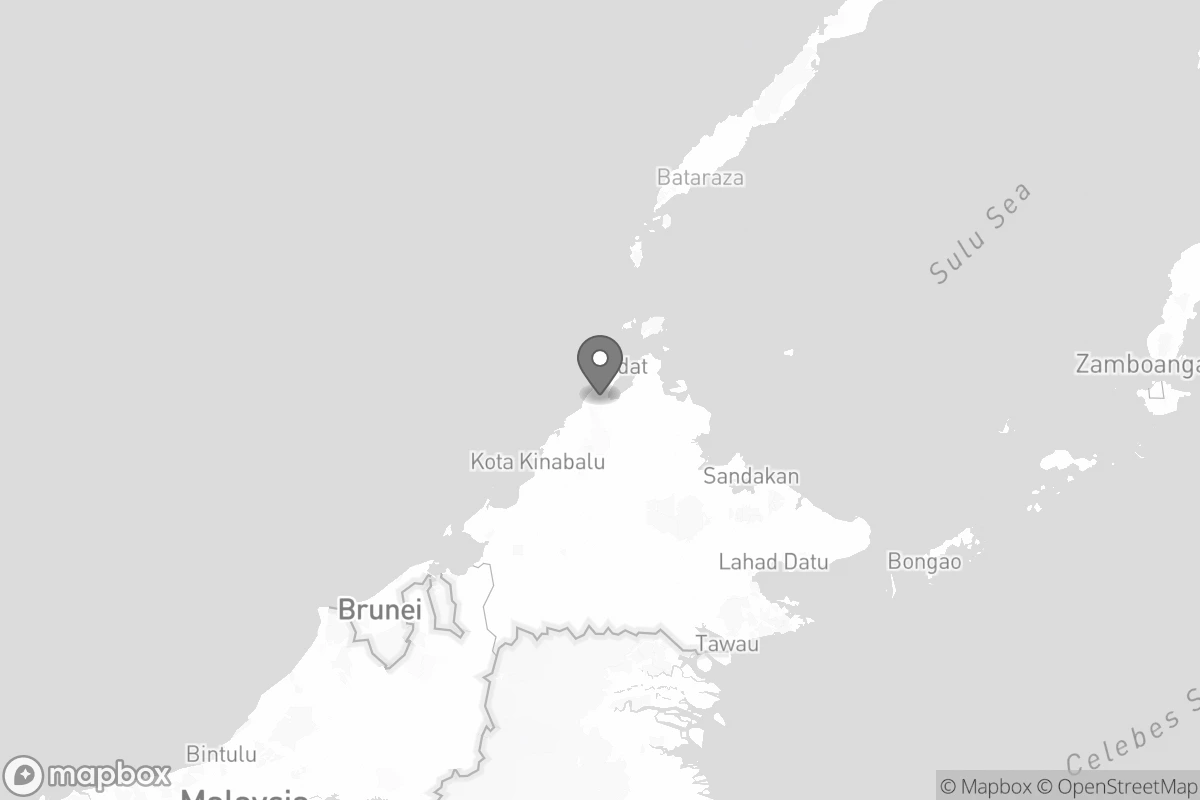 Bataraza
Sulu Sea
dat
Zamboanga
Kota Kinabalu
Sandakan
Lahad Datu
Bongao
Brunei
Tawau
Celebes S
Bintulu
Malaysia
mapbox
© Mapbox © OpenStreetMap